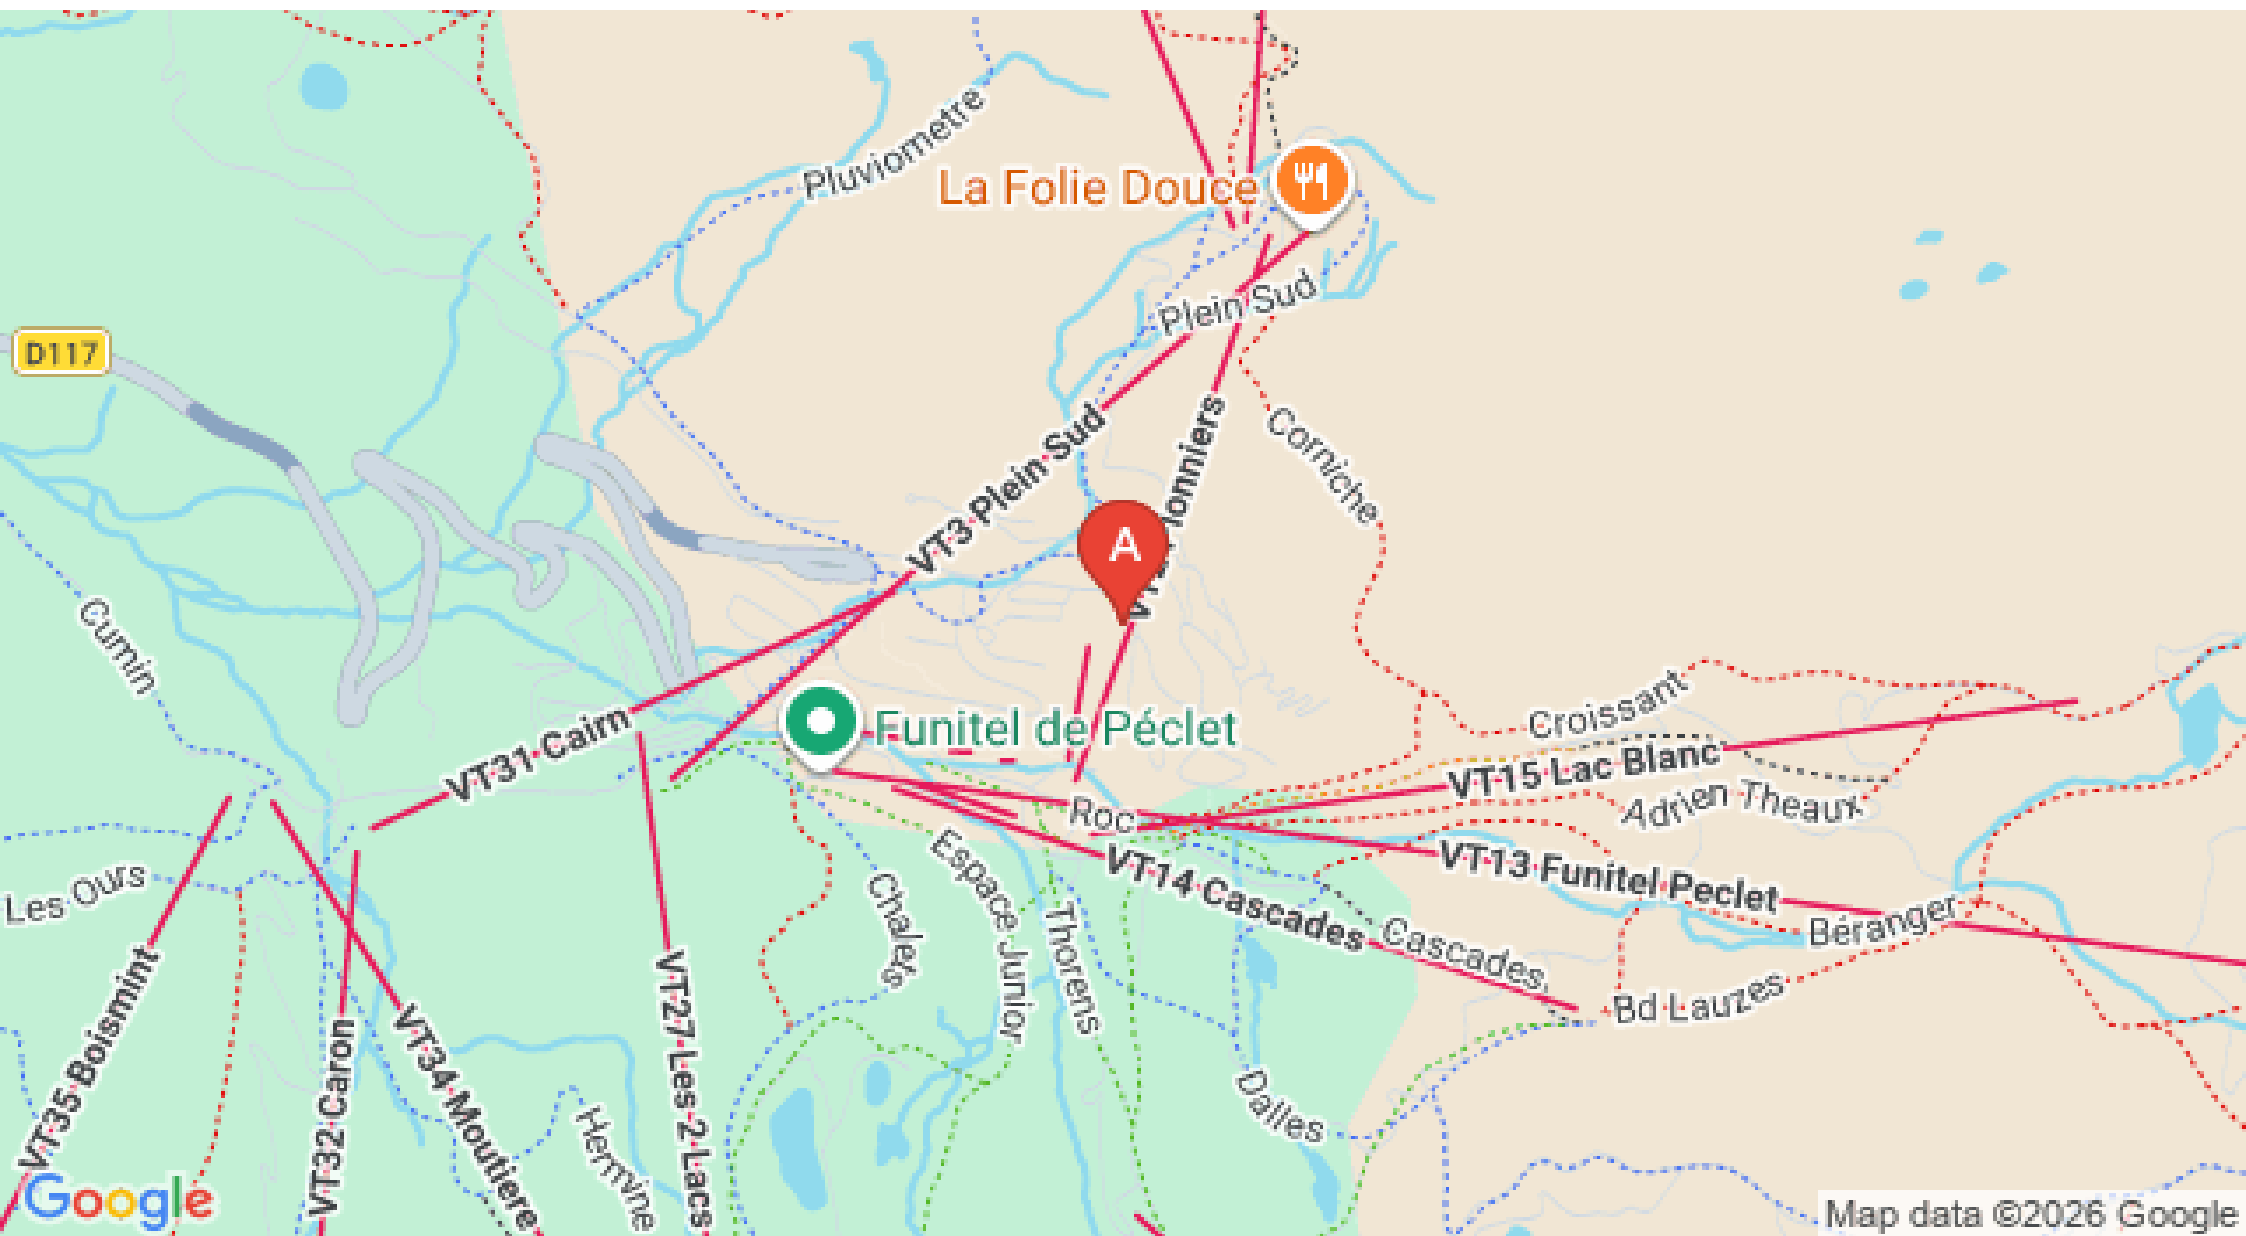 Pluviometre
La Folie Douce
Plein Sud
D117
Corniche
VT3 Plein Sud
A
Cumin
Croissant
Funitel de Péclet
VT31 Cairn
VT15 Lac Blanc
Adrien Theaux
Roc
VT13 Funitel Peclet
VT14 Cascades
Espace Junior
Les Ours
Chalets
Thorens
Cascades
Béranger
Bd Lauzes
VT35 Boismint
VT32 Caron
VT34 Moutiere
VT27 Les 2 Lacs
Dalles
Hermine
Google
Map data ©2026 Google